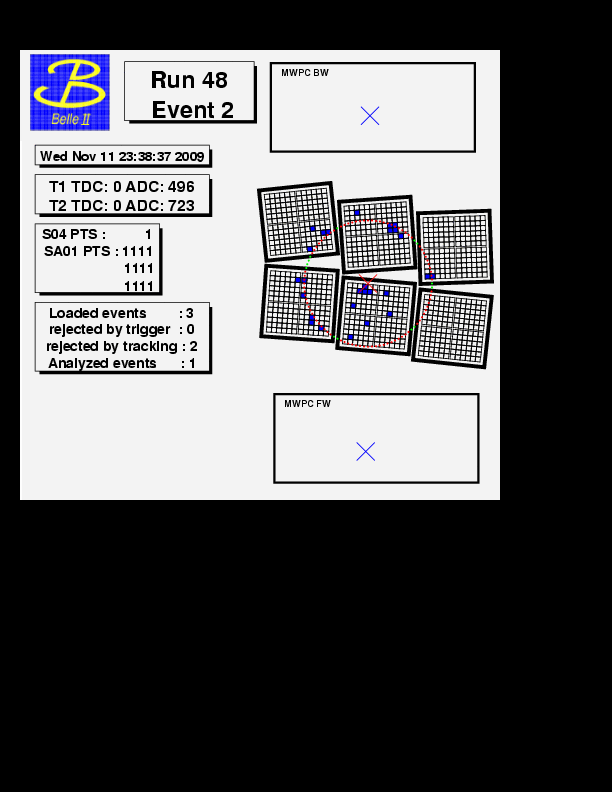 Belle II
Run 48
Event 2
MWPC BW
Wed Nov 11 23:38:37 2009
T1 TDC: 0 ADC: 496
T2 TDC: 0 ADC: 723
S04 PTS : 1
SA01 PTS : 1111
1111
1111
Loaded events : 3
rejected by trigger : 0
rejected by tracking : 2
Analyzed events : 1
MWPC FW